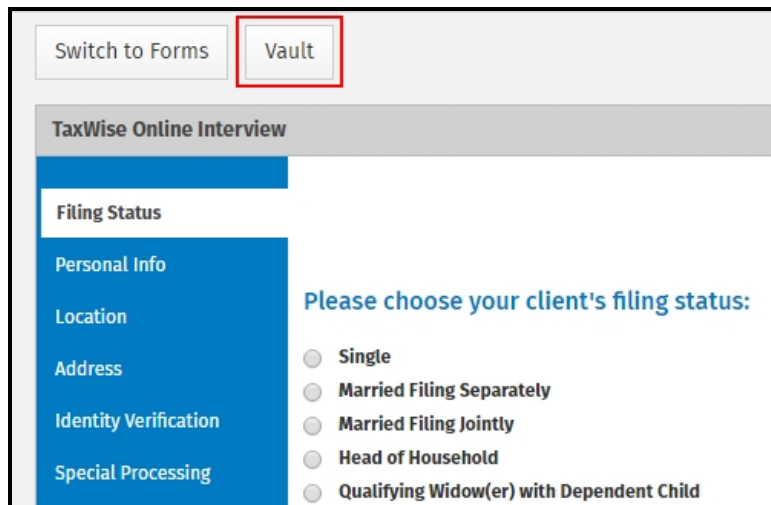 Switch to Forms
Vault
TaxWise Online Interview
Filing Status
Personal Info
Location
Address
Identity Verification
Special Processing
Please choose your client's filing status:
Single
Married Filing Separately
Married Filing Jointly
Head of Household
Qualifying Widow(er) with Dependent Child